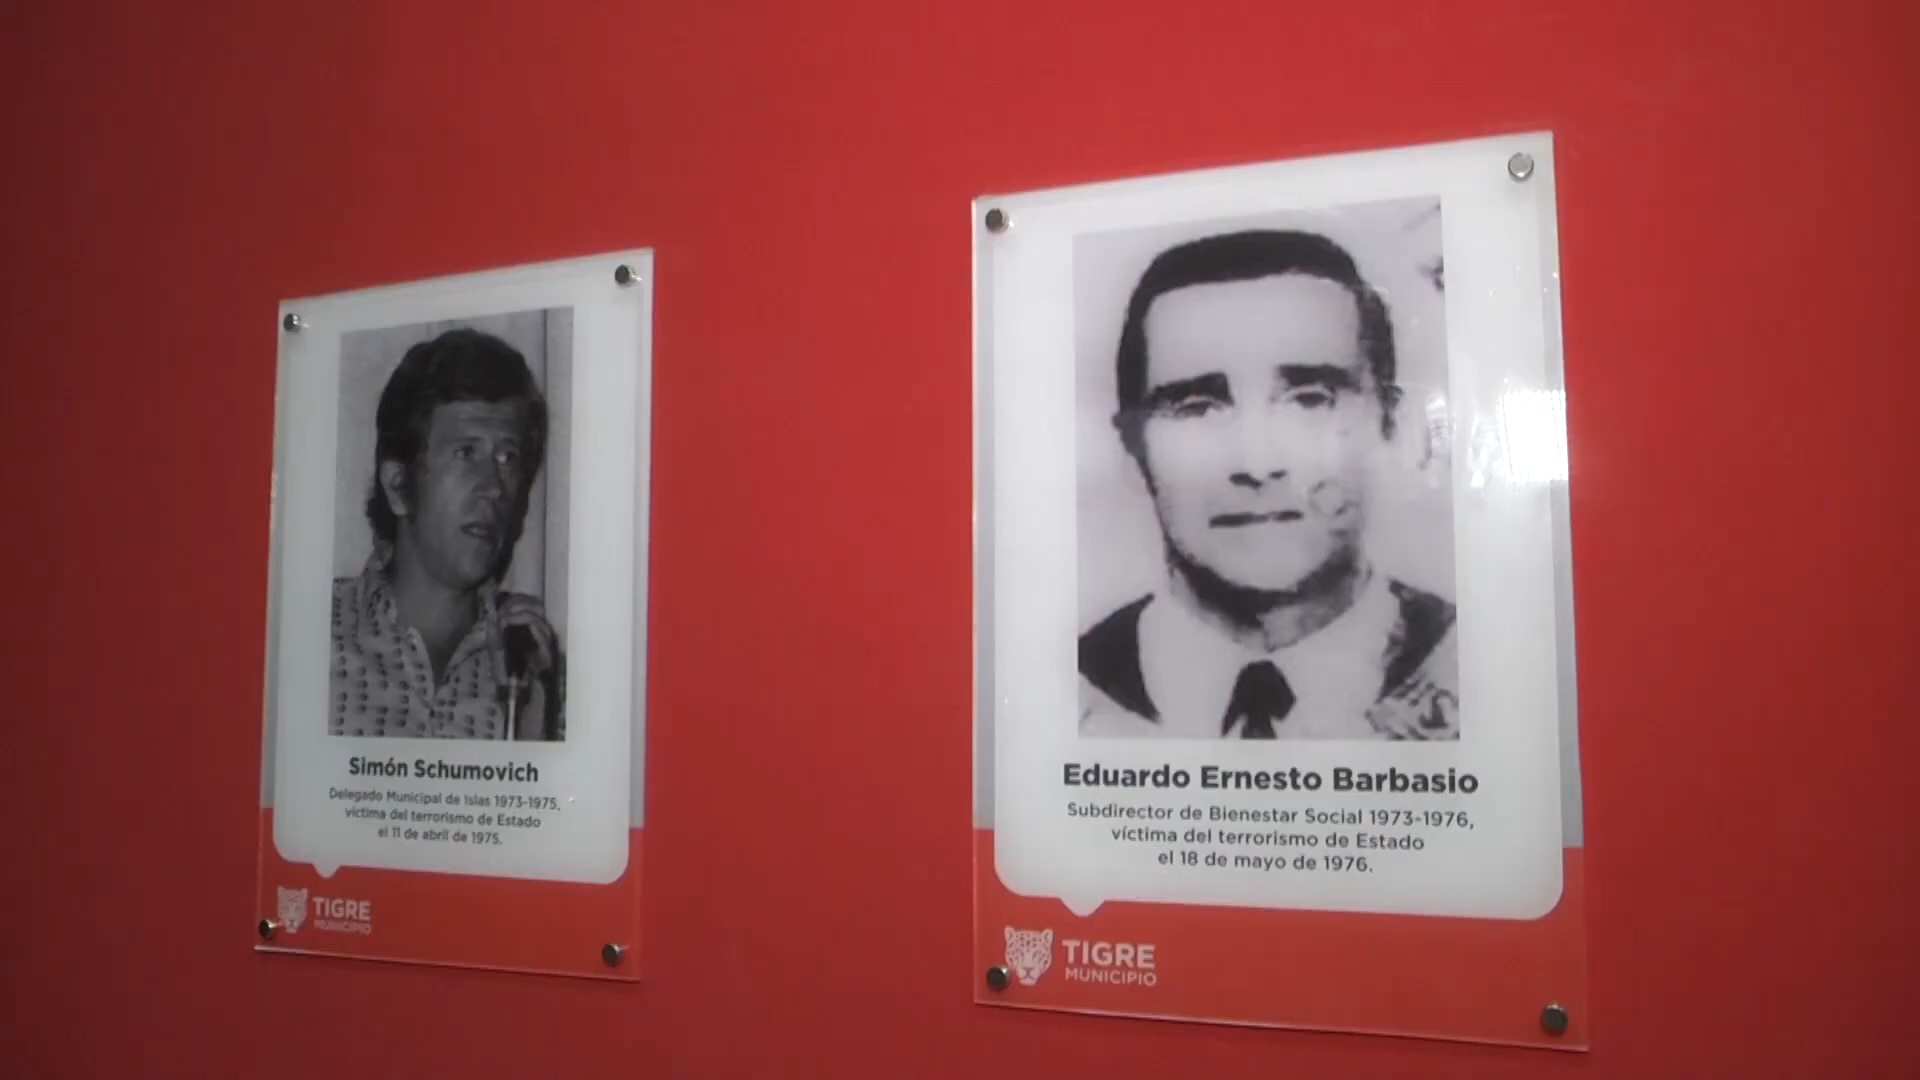 Simón Schumovich
Delegado Municipal de Islas 1973-1975,
víctima del terrorismo de Estado
el 11 de abril de 1975.
TIGRE
MUNICIPIO
Eduardo Ernesto Barbasio
Subdirector de Bienestar Social 1973-1976,
víctima del terrorismo de Estado
el 18 de mayo de 1976.
TIGRE
MUNICIPIO